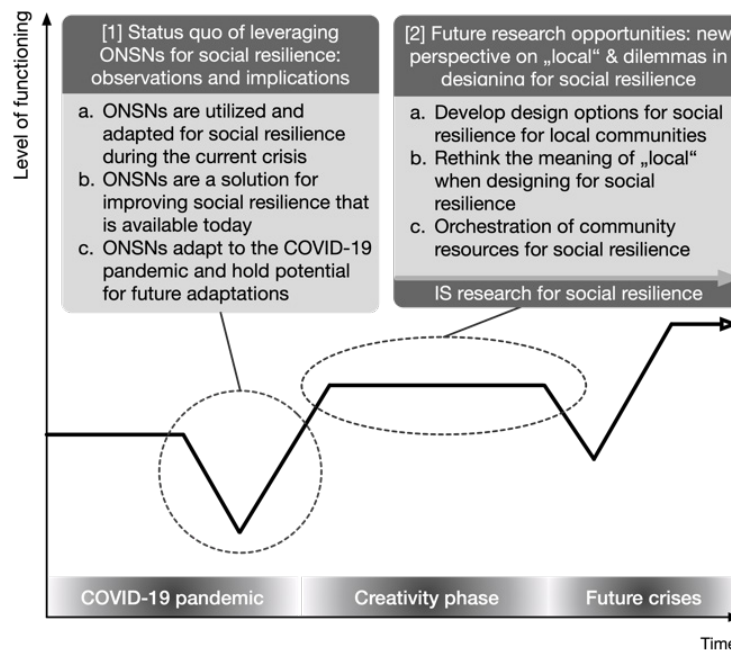 Level of functioning
[1] Status quo of leveraging
ONSNs for social resilience:
observations and implications
a. ONSNs are utilized and
adapted for social resilience
during the current crisis
b. ONSNs are a solution for
improving social resilience that
is available today
c. ONSNs adapt to the COVID-19
pandemic and hold potential
for future adaptations
[2] Future research opportunities: new
perspective on „local“ & dilemmas in
designing for social resilience
a. Develop design options for social
resilience for local communities
b. Rethink the meaning of „local“
when designing for social
resilience
c. Orchestration of community
resources for social resilience
IS research for social resilience
COVID-19 pandemic
Creativity phase
Future crises
Time